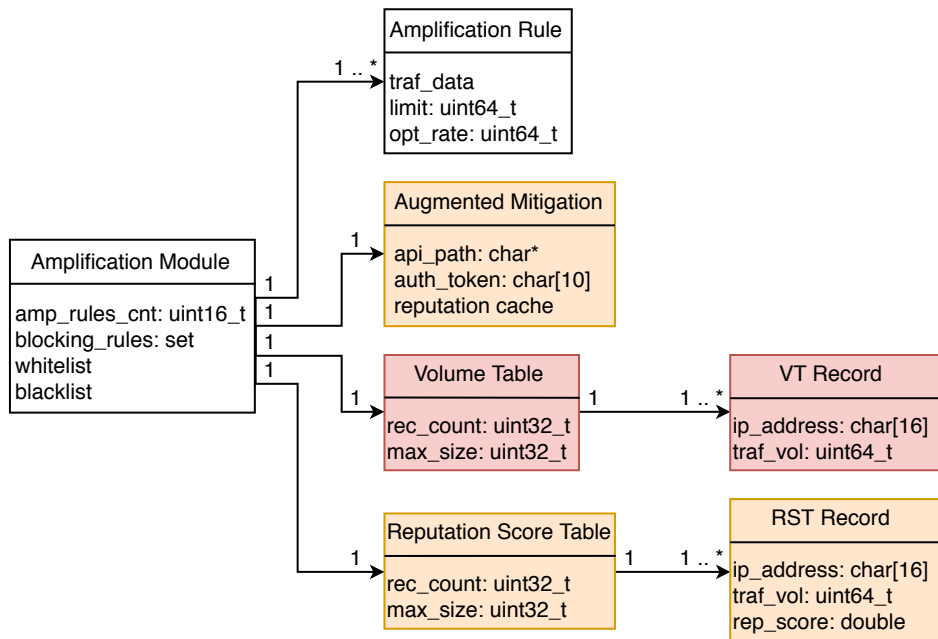 Amplification Rule
1 .. *
traf_data
limit: uint64_t
opt_rate: uint64_t
Augmented Mitigation
1
api_path: char*
auth_token: char[10]
reputation cache
Amplification Module
1
amp_rules_cnt: uint16_t
1
blocking_rules: set
1
whitelist
1
blacklist
Volume Table
1
rec_count: uint32_t
max_size: uint32_t
1
1 .. *
VT Record
ip_address: char[16]
traf_vol: uint64_t
Reputation Score Table
1
rec_count: uint32_t
max_size: uint32_t
1
1 .. *
RST Record
ip_address: char[16]
traf_vol: uint64_t
rep_score: double